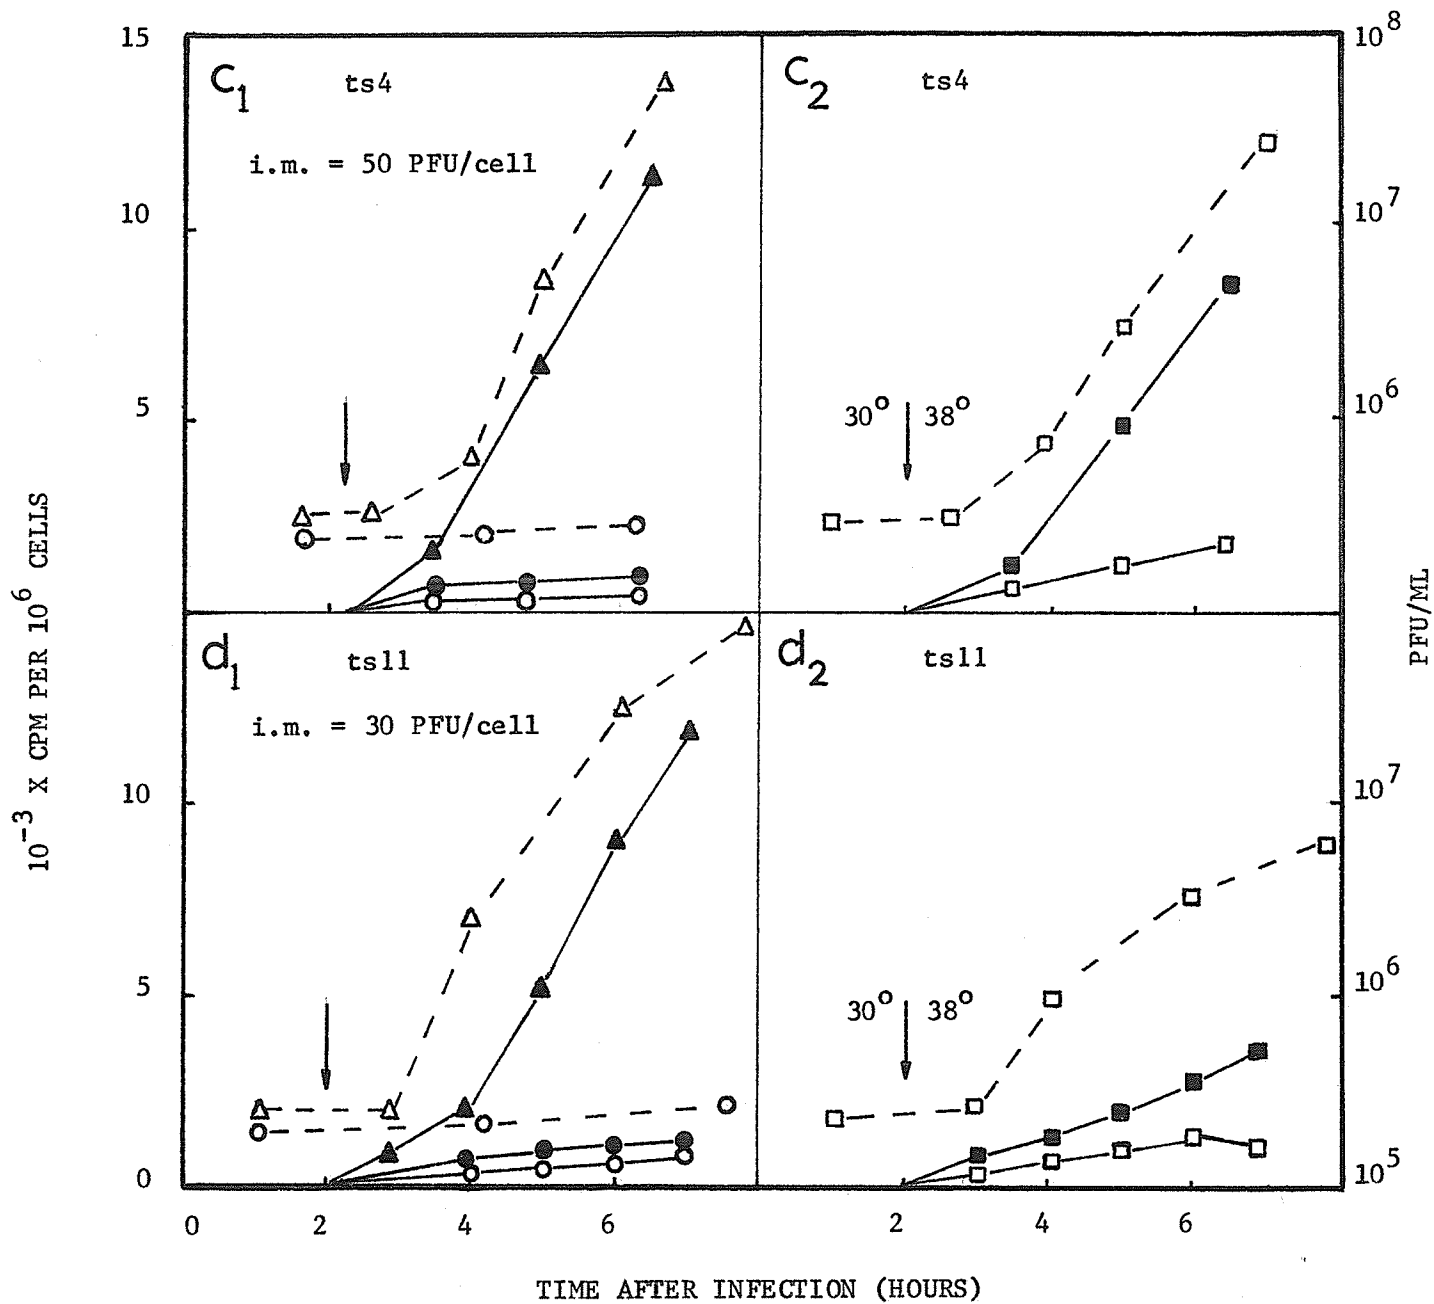 15
10
5
C1
ts4
i.m. = 50 PFU/cell
C2
ts4
30° 38°
10^8
10^7
10^6
d1
ts11
i.m. = 30 PFU/cell
d2
ts11
30° 38°
10
5
0
10^7
10^6
10^5
10^-3 X CPM PER 10^6 CELLS
PFU/ML
0 2 4 6
2 4 6
TIME AFTER INFECTION (HOURS)